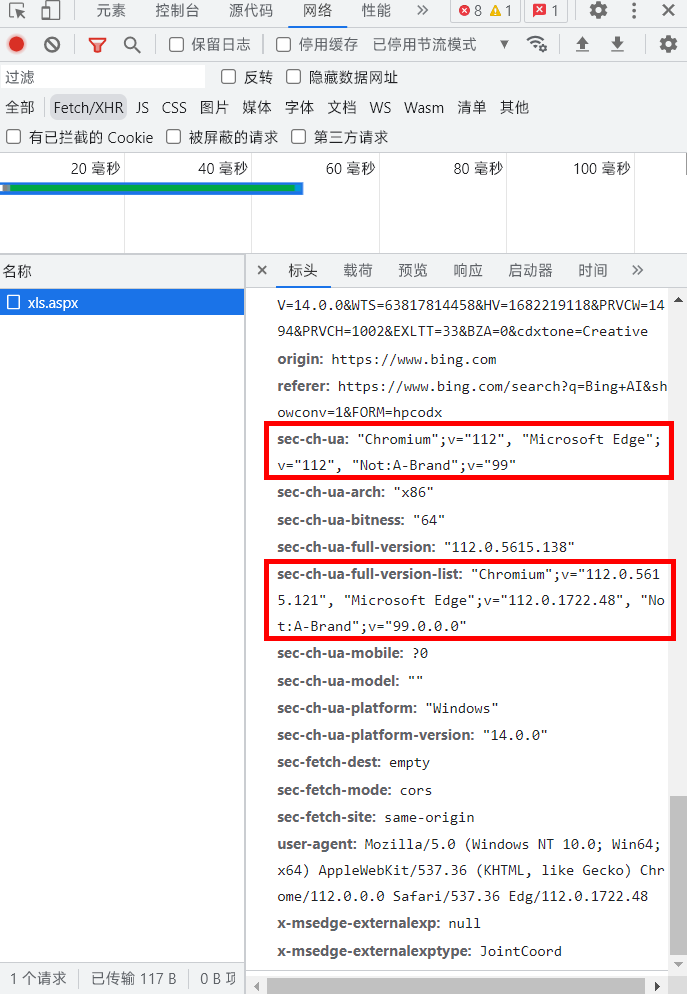 元素 控制台 源代码 网络 性能 8 1 1
保留日志 停用缓存 已停用节流模式
过滤 反转 隐藏数据网址
全部 Fetch/XHR JS CSS 图片 媒体 字体 文档 WS Wasm 清单 其他
有已拦截的 Cookie 被屏蔽的请求 第三方请求
20 毫秒 40 毫秒 60 毫秒 80 毫秒 100 毫秒
名称 标头 载荷 预览 响应 启动器 时间
xls.aspx
V=14.0.0&WTS=63817814458&HV=1682219118&PRVCW=14
94&PRVCH=1002&EXLTT=33&BZA=0&cdxtone=Creative
origin: https://www.bing.com
referer: https://www.bing.com/search?q=Bing+AI&sh
owconv=1&FORM=hpcodx
sec-ch-ua: "Chromium";v="112", "Microsoft Edge";
v="112", "Not:A-Brand";v="99"
sec-ch-ua-arch: "x86"
sec-ch-ua-bitness: "64"
sec-ch-ua-full-version: "112.0.5615.138"
sec-ch-ua-full-version-list: "Chromium";v="112.0.561
5.121", "Microsoft Edge";v="112.0.1722.48", "No
t:A-Brand";v="99.0.0.0"
sec-ch-ua-mobile: ?0
sec-ch-ua-model: ""
sec-ch-ua-platform: "Windows"
sec-ch-ua-platform-version: "14.0.0"
sec-fetch-dest: empty
sec-fetch-mode: cors
sec-fetch-site: same-origin
user-agent: Mozilla/5.0 (Windows NT 10.0; Win64;
x64) AppleWebKit/537.36 (KHTML, like Gecko) Chr
ome/112.0.0.0 Safari/537.36 Edg/112.0.1722.48
x-msedge-externalexp: null
x-msedge-externalexptype: JointCoord
1 个请求 已传输 117 B 0 B 项